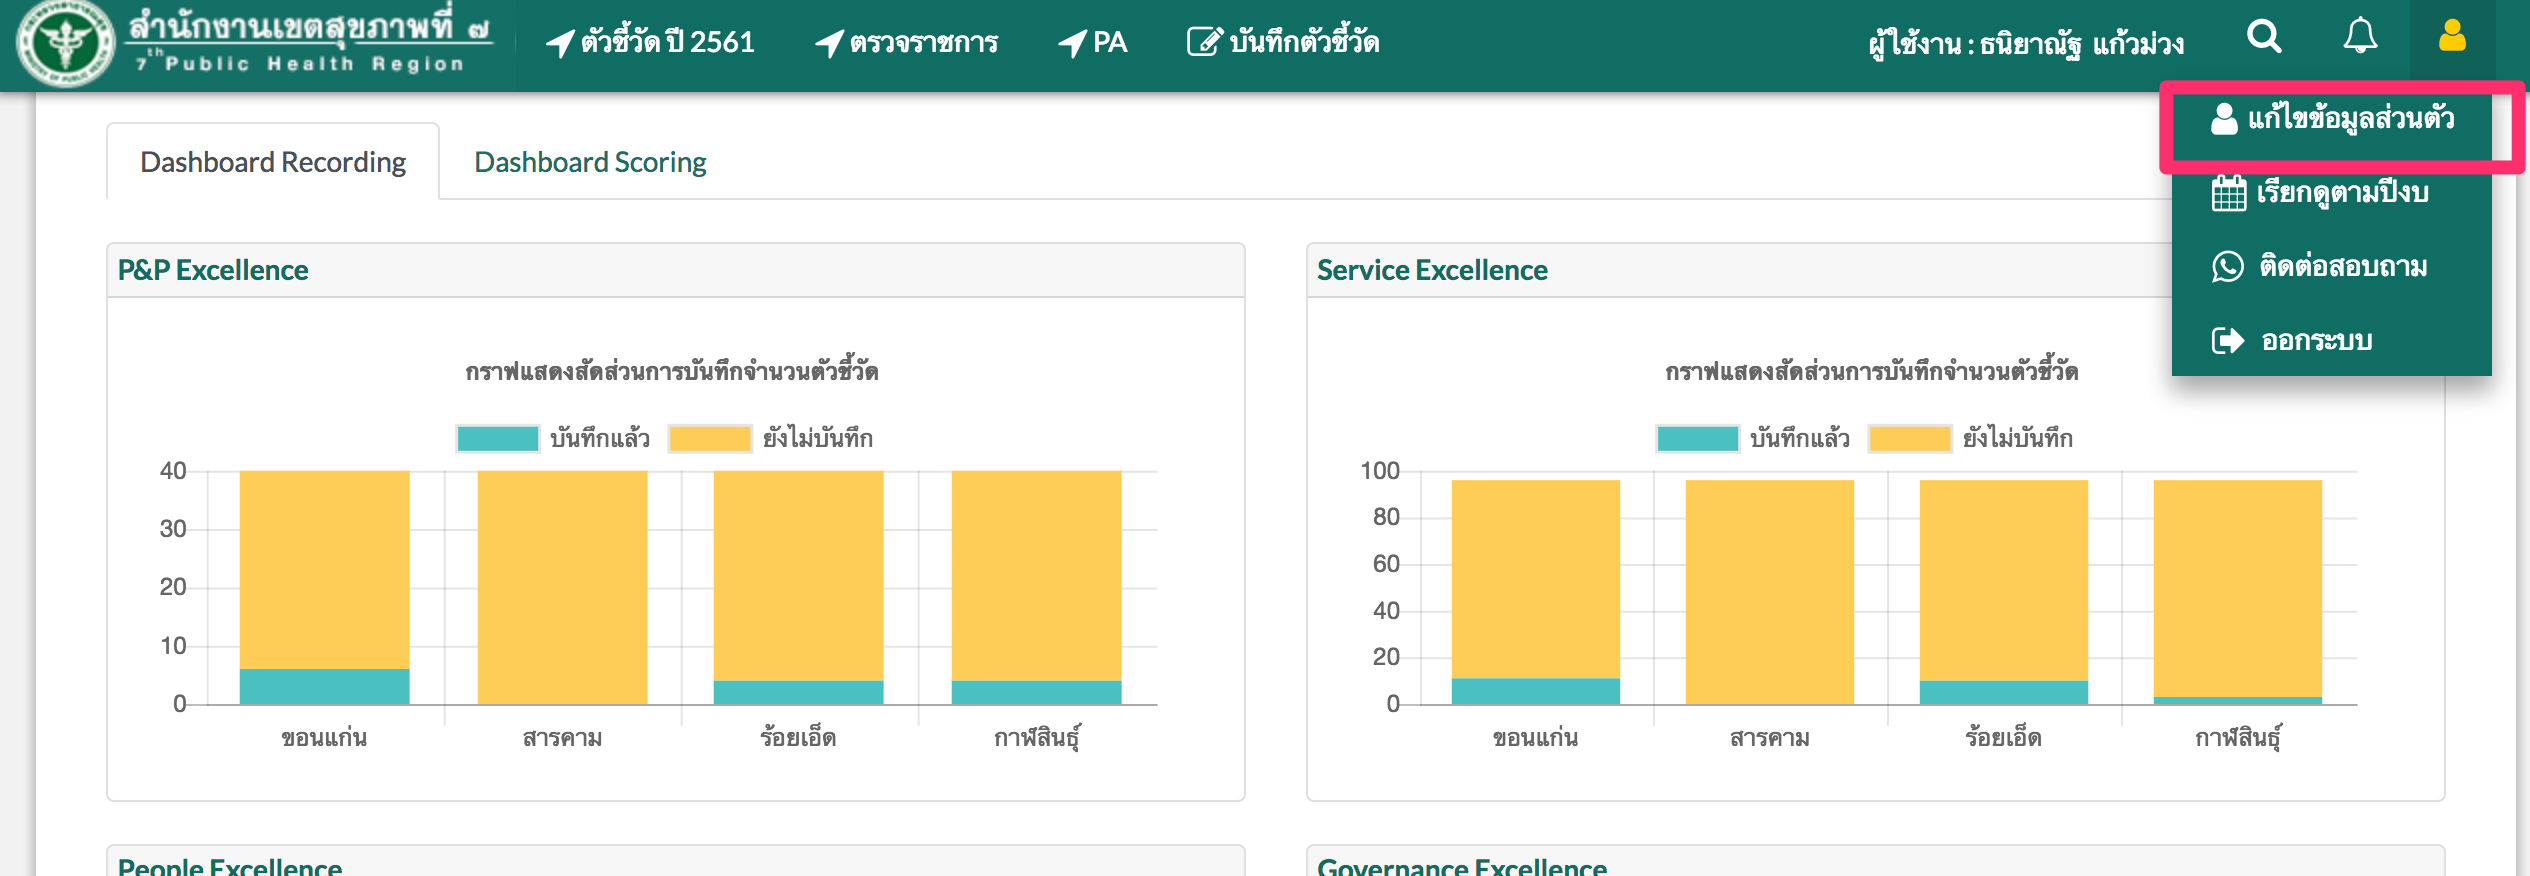 สำนักงานเขตสุขภาพที่ ๗
7th Public Health Region
ตัวชี้วัด ปี 2561
ตรวจราชการ
PA
บันทึกตัวชี้วัด
ผู้ใช้งาน : ธนิยาณัฐ แก้วม่วง
แก้ไขข้อมูลส่วนตัว
เรียกดูตามปีงบ
ติดต่อสอบถาม
ออกระบบ
Dashboard Recording
Dashboard Scoring
P&P Excellence
กราฟแสดงสัดส่วนการบันทึกจำนวนตัวชี้วัด
บันทึกแล้ว
ยังไม่บันทึก
40
30
20
10
0
ขอนแก่น
สารคาม
ร้อยเอ็ด
กาฬสินธุ์
Service Excellence
กราฟแสดงสัดส่วนการบันทึกจำนวนตัวชี้วัด
บันทึกแล้ว
ยังไม่บันทึก
100
80
60
40
20
0
ขอนแก่น
สารคาม
ร้อยเอ็ด
กาฬสินธุ์
People Excellence
Governance Excellence